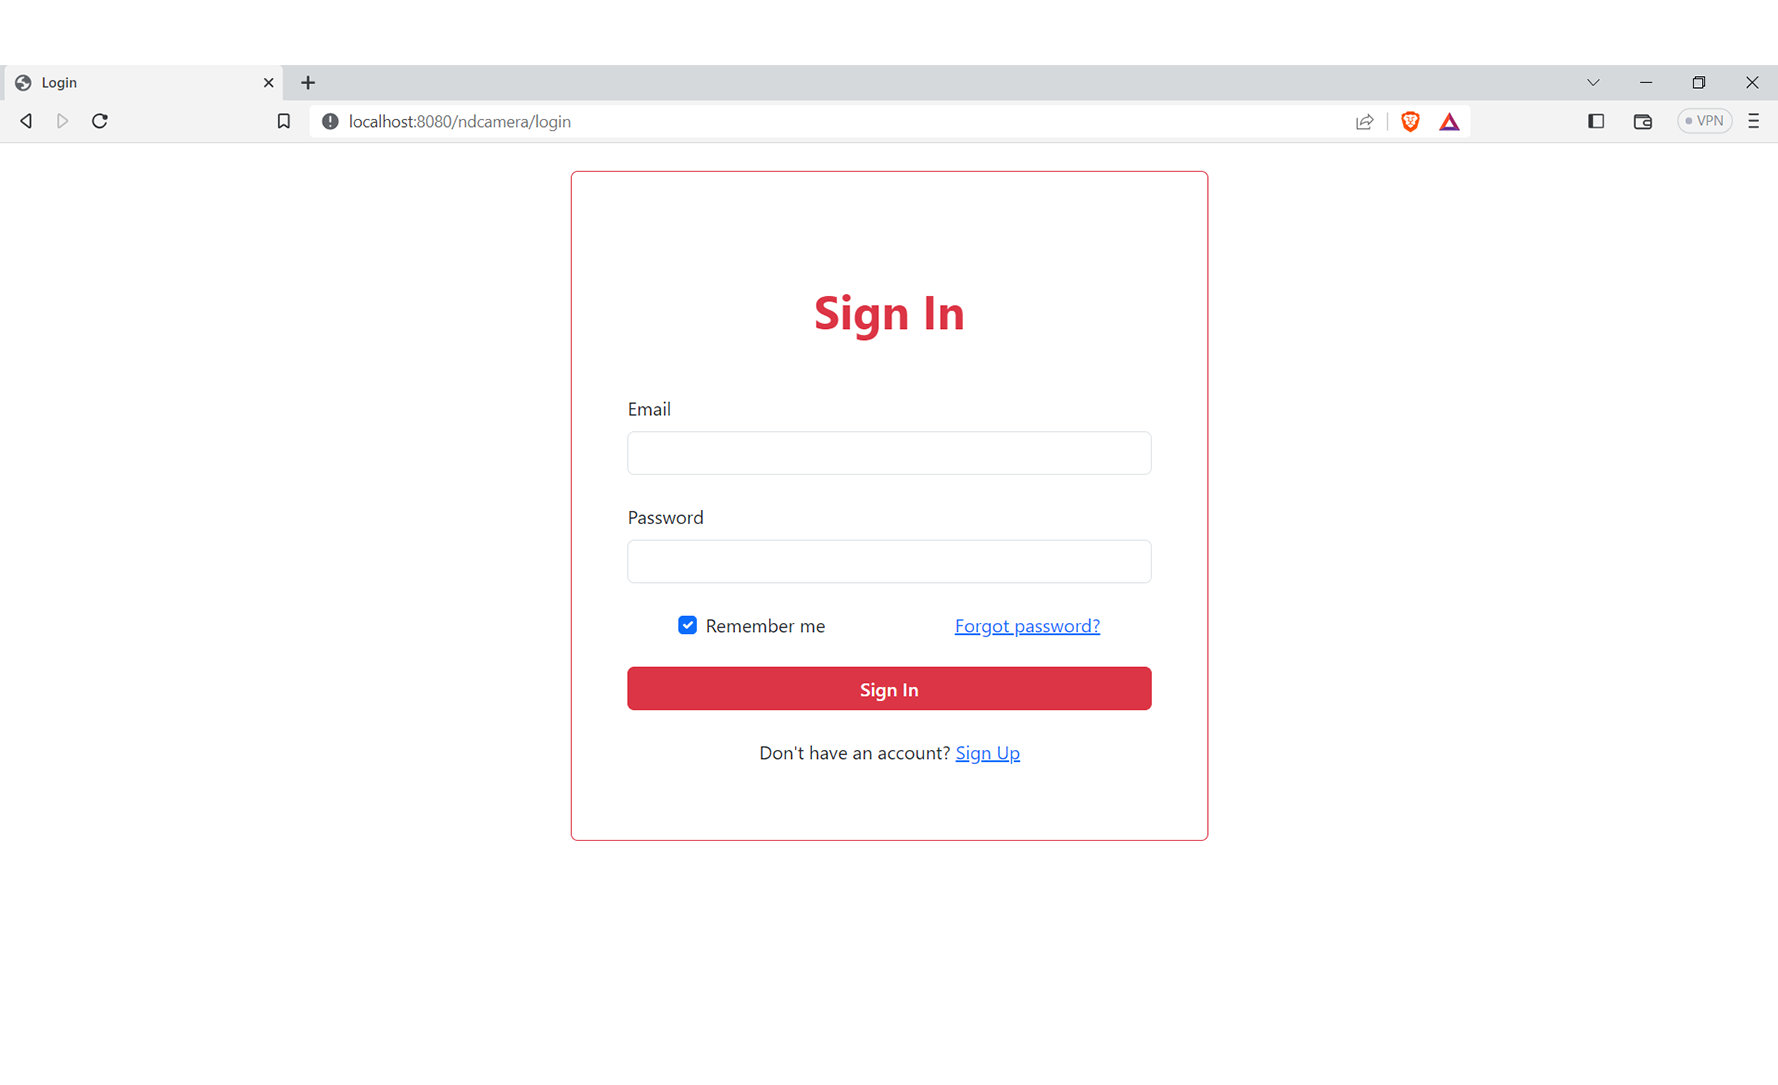 Login
localhost:8080/ndcamera/login
VPN
Sign In
Email
Password
Remember me Forgot password?
Sign In
Don't have an account? Sign Up